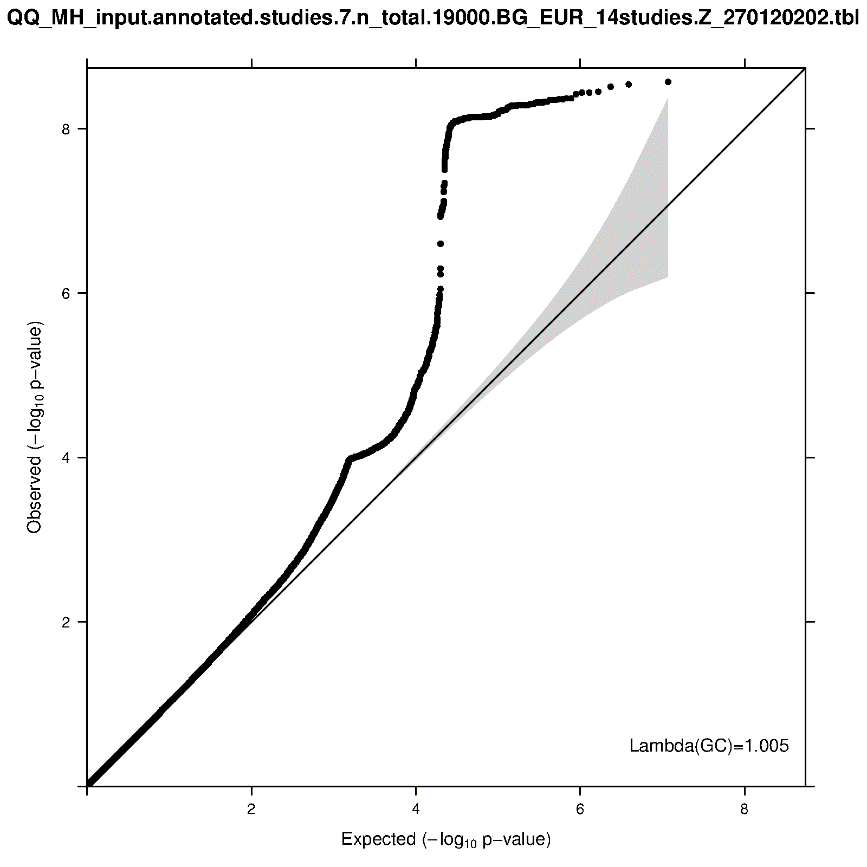 QQ_MH_input.annotated.studies.7.n_total.19000.BG_EUR_14studies.Z_270120202.tbl
8
6
4
2
Observed (−log10 p−value)
Lambda(GC)=1.005
2 4 6 8
Expected (−log10 p−value)